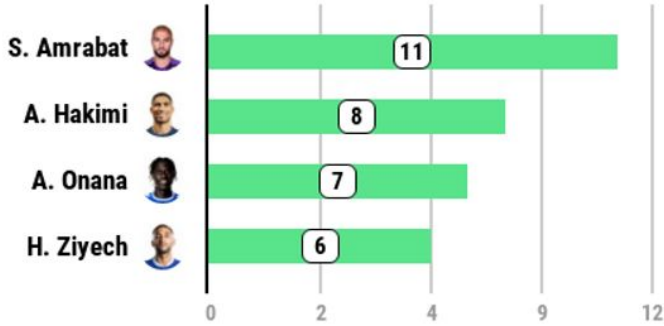 S. Amrabat 11
A. Hakimi 8
A. Onana 7
H. Ziyech 6
0 2 4 9 12